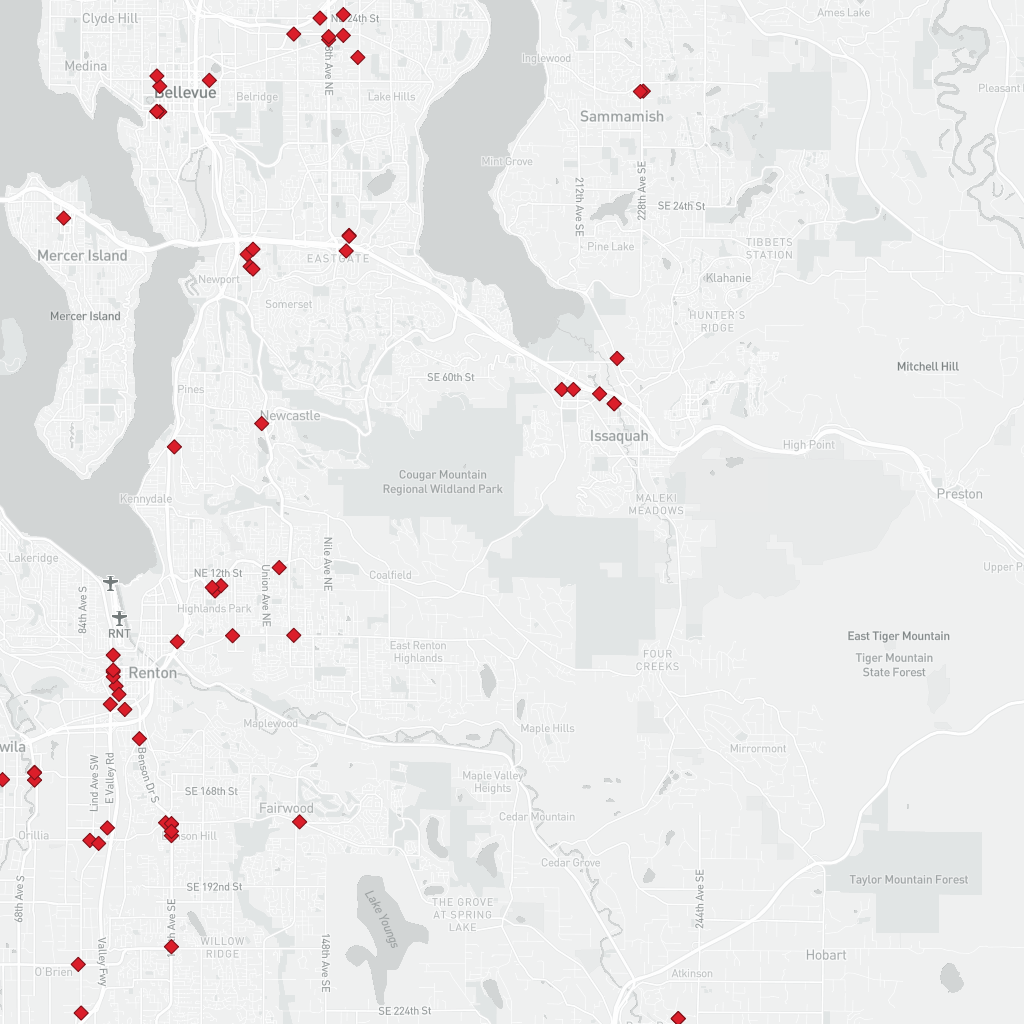 Clyde Hill
NE 24th St
Ames Lake
Medina
Inglewood
Bellevue
Belridge
Lake Hills
Pleasant
Sammamish
Mint Grove
212th Ave SE
228th Ave SE
SE 24th St
Mercer Island
EASTGATE
Pine Lake
TIBBETS
STATION
Newport
Klahanie
Somerset
Mercer Island
HUNTER'S
RIDGE
SE 60th St
Mitchell Hill
Pines
Newcastle
Issaquah
High Point
Cougar Mountain
Regional Wildland Park
Kennydale
MALEKI
MEADOWS
Preston
Lakeridge
NE 12th St
Nile Ave NE
Union Ave NE
Coalfield
Upper
84th Ave S
Highlands Park
RNT
East Renton
Highlands
East Tiger Mountain
FOUR
CREEKS
Tiger Mountain
State Forest
Renton
Maplewood
Maple Hills
wila
Mirrormont
Lind Ave SW
E Valley Rd
Benson Dr S
SE 168th St
Maple Valley
Heights
Fairwood
Cedar Mountain
Orillia
Cedar Grove
SE 192nd St
Taylor Mountain Forest
68th Ave S
THE GROVE
AT SPRING
LAKE
244th Ave SE
Lake Youngs
WILLOW
RIDGE
148th Ave SE
Hobart
O'Brien
Valley Fwy
Atkinson
SE 224th St